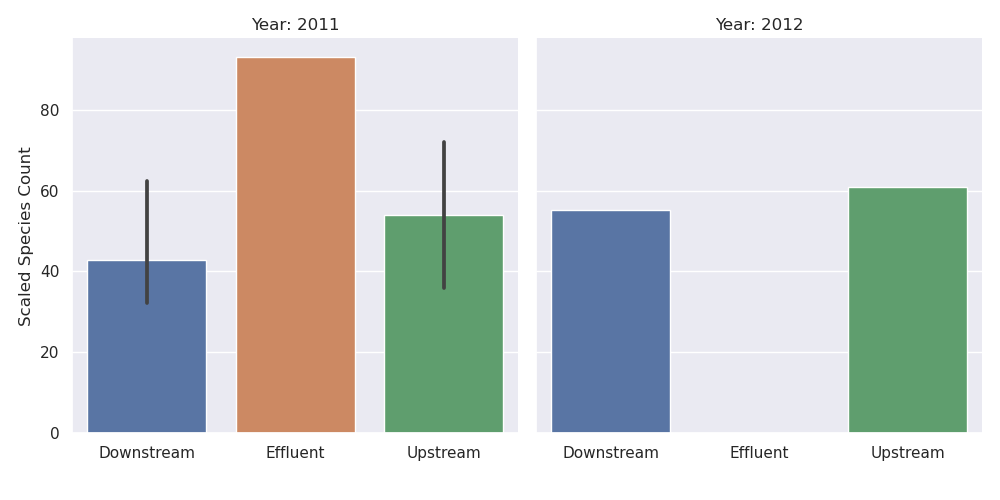 Year: 2011
Year: 2012
Scaled Species Count
80
60
40
20
0
Downstream Effluent Upstream
Downstream Effluent Upstream